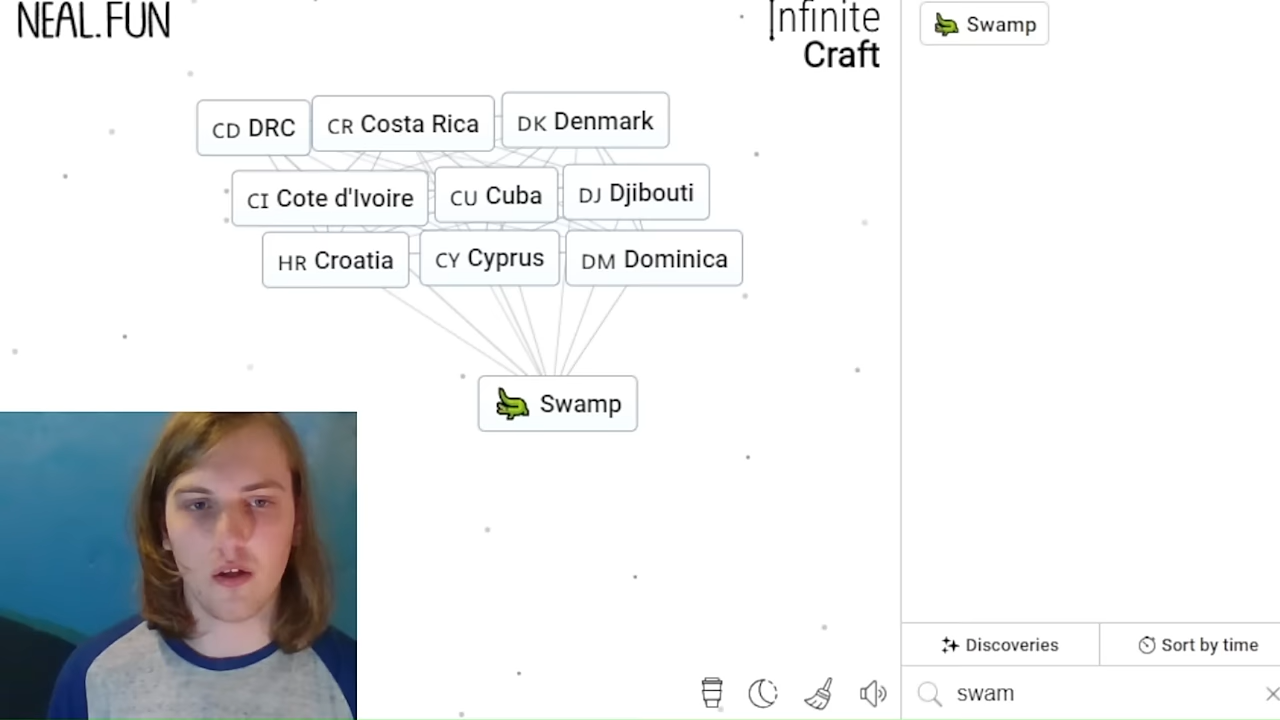 NEAL.FUN
Infinite
Craft
Swamp
CD DRC
CR Costa Rica
DK Denmark
CI Cote d'Ivoire
CU Cuba
DJ Djibouti
HR Croatia
CY Cyprus
DM Dominica
Swamp
Discoveries
Sort by time
swam